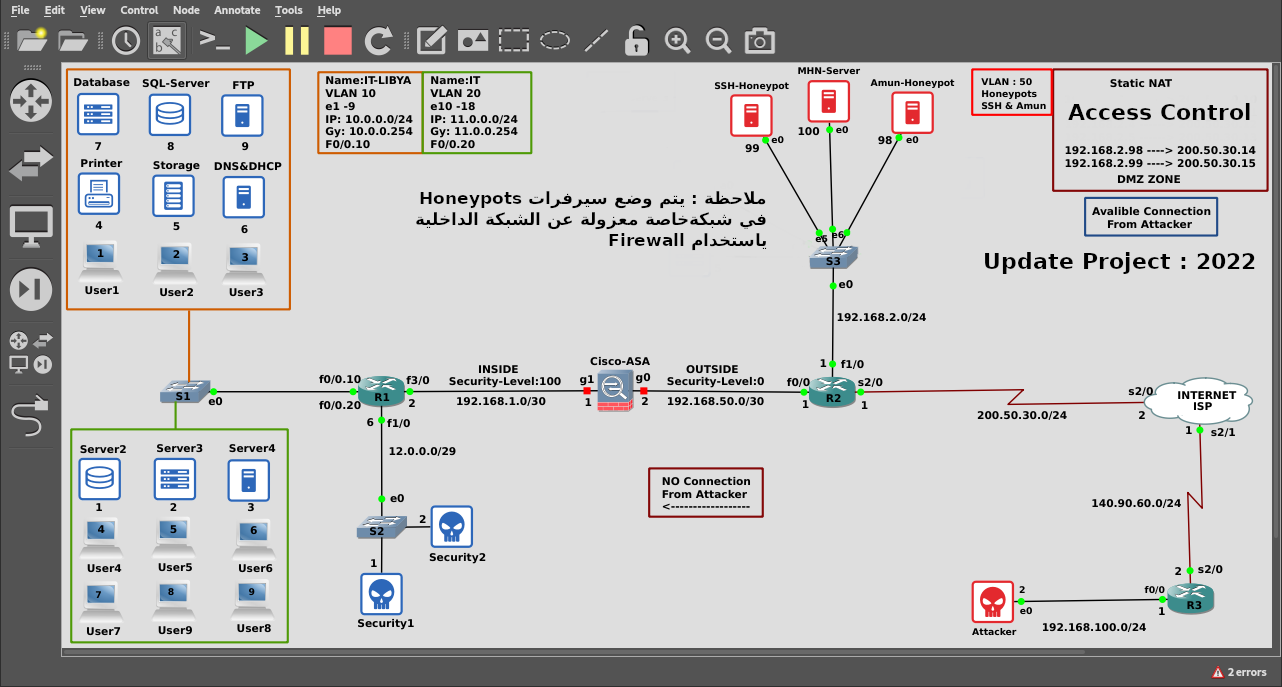 File Edit View Control Node Annotate Tools Help
Database
SQL-Server
FTP
7
8
9
Printer
Storage
DNS&DHCP
4
5
6
1
2
3
User1
User2
User3
Name:IT-LIBYA
VLAN 10
e1 -9
IP: 10.0.0.0/24
Gy: 10.0.0.254
F0/0.10
Name:IT
VLAN 20
e10 -18
IP: 11.0.0.0/24
Gy: 11.0.0.254
F0/0.20
MHN-Server
SSH-Honeypot
Amun-Honeypot
99
e0
100
e0
98
e0
VLAN : 50
Honeypots
SSH & Amun
Static NAT
Access Control
192.168.2.98 ----> 200.50.30.14
192.168.2.99 ----> 200.50.30.15
DMZ ZONE
Avalible Connection
From Attacker
Update Project : 2022
ملاحظة : يتم وضع سيرفرات Honeypots
في شبكةخاصة معزولة عن الشبكة الداخلية
ياستخدام Firewall
e5
e6
S3
e0
192.168.2.0/24
1
f1/0
S1
e0
f0/0.10
f0/0.20
R1
f3/0
2
INSIDE
Security-Level:100
192.168.1.0/30
Cisco-ASA
g1
1
g0
2
OUTSIDE
Security-Level:0
192.168.50.0/30
f0/0
1
R2
s2/0
1
200.50.30.0/24
s2/0
2
INTERNET
ISP
1
s2/1
6
f1/0
12.0.0.0/29
e0
S2
2
1
Security2
Security1
NO Connection
From Attacker
<------------------
140.90.60.0/24
2
s2/0
R3
f0/0
1
192.168.100.0/24
2
e0
Attacker
Server2
Server3
Server4
1
2
3
4
5
6
User4
User5
User6
7
8
9
User7
User9
User8
2 errors